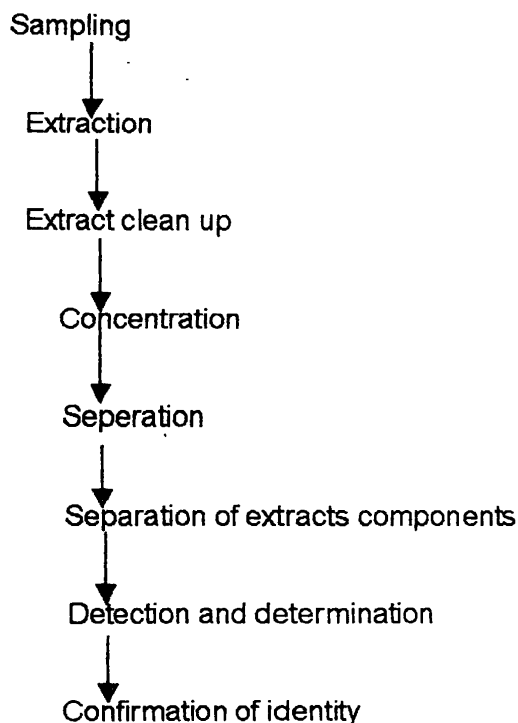 Sampling
Extraction
Extract clean up
Concentration
Seperation
Separation of extracts components
Detection and determination
Confirmation of identity